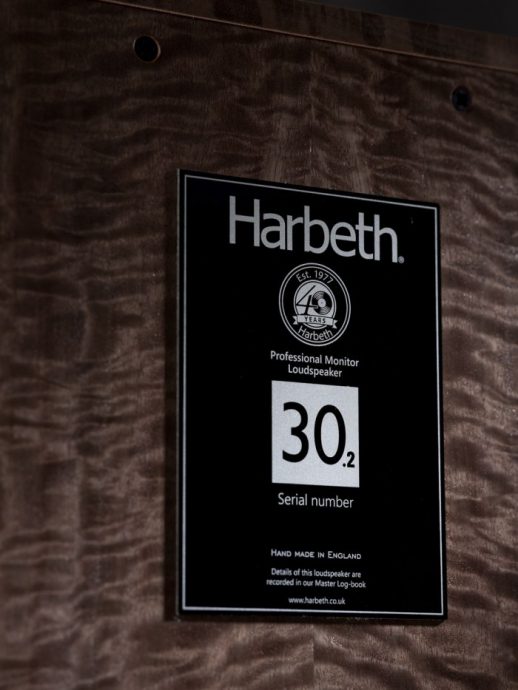 Harbeth®
Est. 1977
40
YEARS
Harbeth
Professional Monitor
Loudspeaker
30.2
Serial number
HAND MADE IN ENGLAND
Details of this loudspeaker are
recorded in our Master Log-book
www.harbeth.co.uk